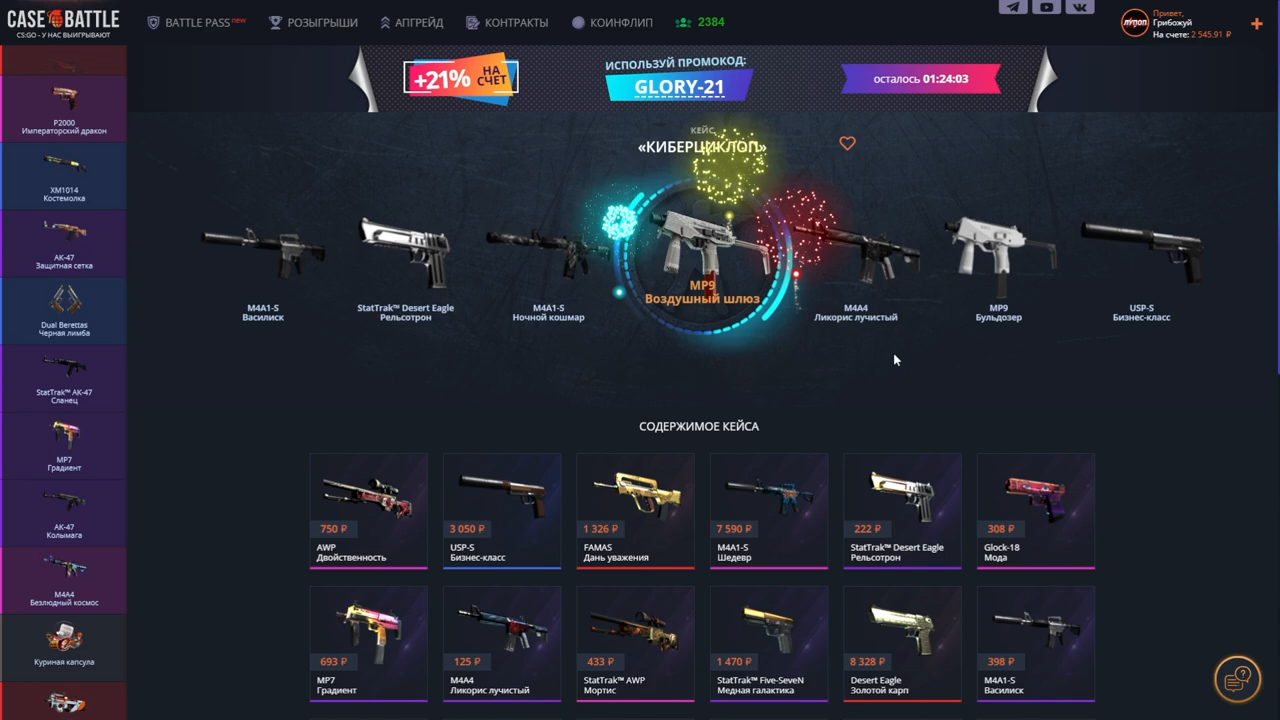 CASE BATTLE
CS:GO - У НАС ВЫИГРЫВАЮТ
BATTLE PASS new
РОЗЫГРЫШИ
АПГРЕЙД
КОНТРАКТЫ
КОИНФЛИП
2384
Привет,
Грибожуй
На счете: 2 545.91 ₽
+21%
НА
СЧЕТ
ИСПОЛЬЗУЙ ПРОМОКОД:
GLORY-21
осталось 01:24:03
P2000
Императорский дракон
XM1014
Костемолка
AK-47
Защитная сетка
Dual Berettas
Черная лимба
StatTrak™ AK-47
Сланец
MP7
Градиент
AK-47
Колымага
M4A4
Безлюдный космос
Куриная капсула
КЕЙС
«КИБЕРЦИКЛОП»
M4A1-S
Василиск
StatTrak™ Desert Eagle
Рельсотрон
M4A1-S
Ночной кошмар
MP9
Воздушный шлюз
M4A4
Ликорис лучистый
MP9
Бульдозер
USP-S
Бизнес-класс
СОДЕРЖИМОЕ КЕЙСА
750 ₽
AWP
Двойственность
3 050 ₽
USP-S
Бизнес-класс
1 326 ₽
FAMAS
Дань уважения
7 590 ₽
M4A1-S
Шедевр
222 ₽
StatTrak™ Desert Eagle
Рельсотрон
308 ₽
Glock-18
Мода
693 ₽
MP7
Градиент
125 ₽
M4A4
Ликорис лучистый
433 ₽
StatTrak™ AWP
Мортис
1 470 ₽
StatTrak™ Five-SeveN
Медная галактика
8 328 ₽
Desert Eagle
Золотой карп
398 ₽
M4A1-S
Василиск